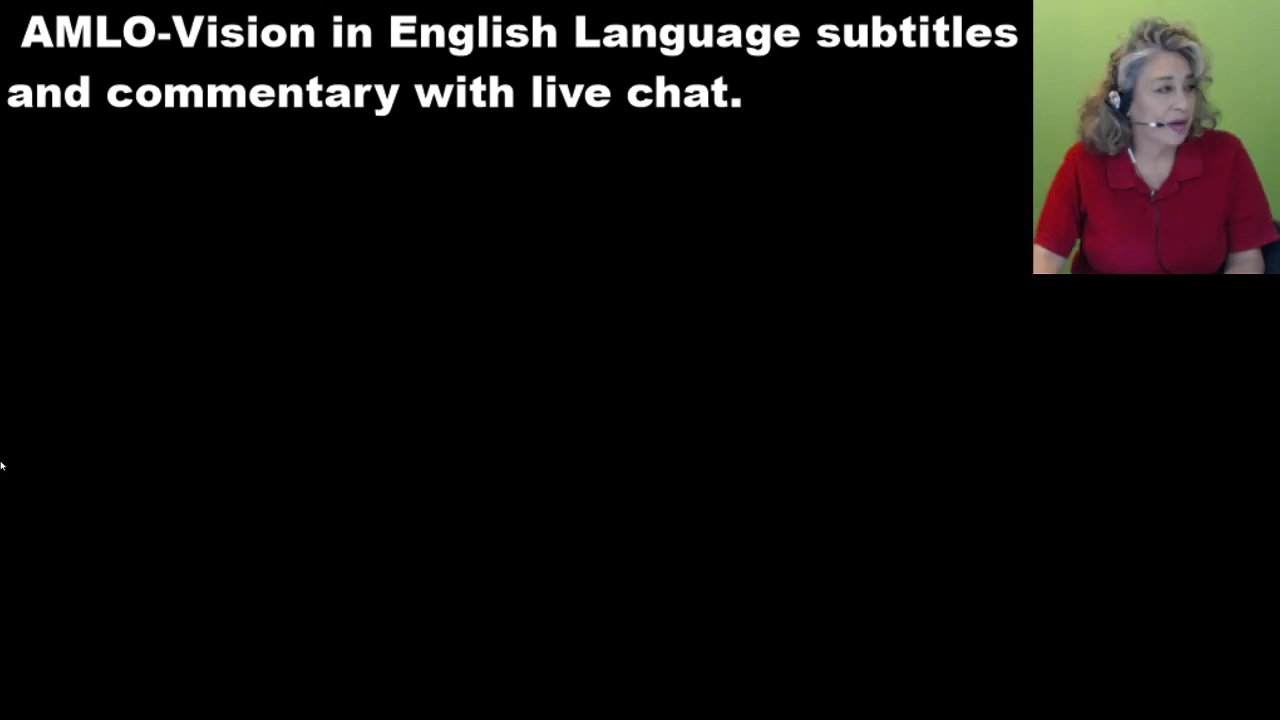 AMLO-Vision in English Language subtitles
and commentary with live chat.